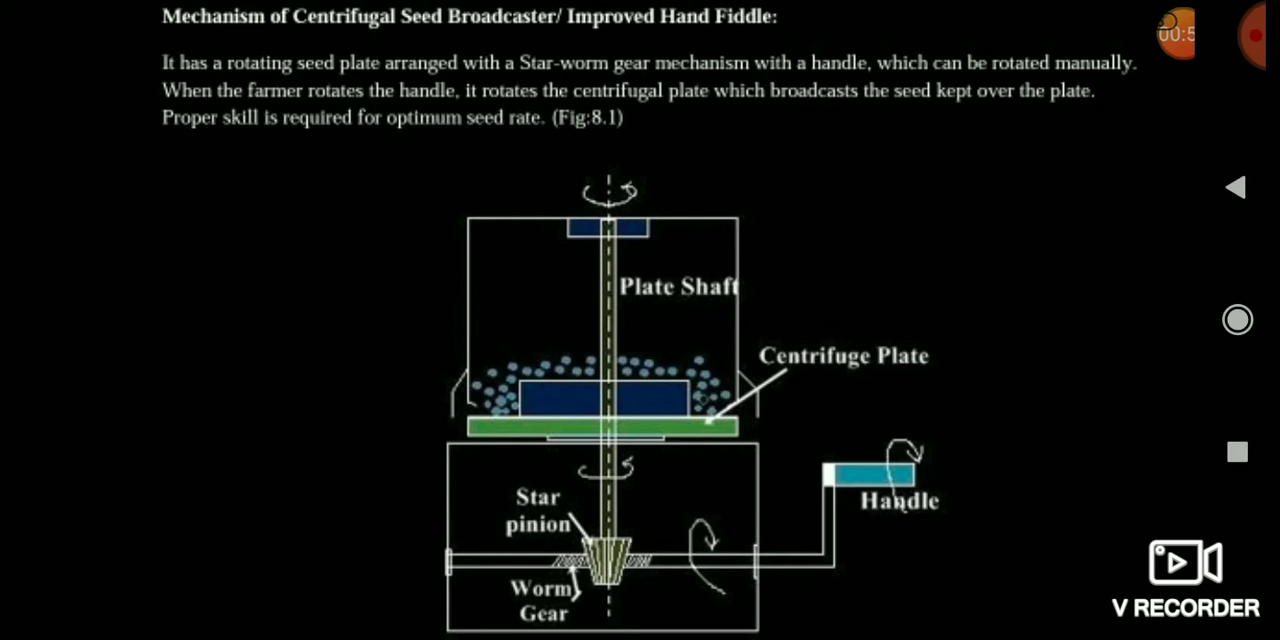 Mechanism of Centrifugal Seed Broadcaster/ Improved Hand Fiddle:
It has a rotating seed plate arranged with a Star-worm gear mechanism with a handle, which can be rotated manually.
When the farmer rotates the handle, it rotates the centrifugal plate which broadcasts the seed kept over the plate.
Proper skill is required for optimum seed rate. (Fig:8.1)
00:5
Plate Shaft
Centrifuge Plate
Handle
Star
pinion
Worm
Gear
V RECORDER